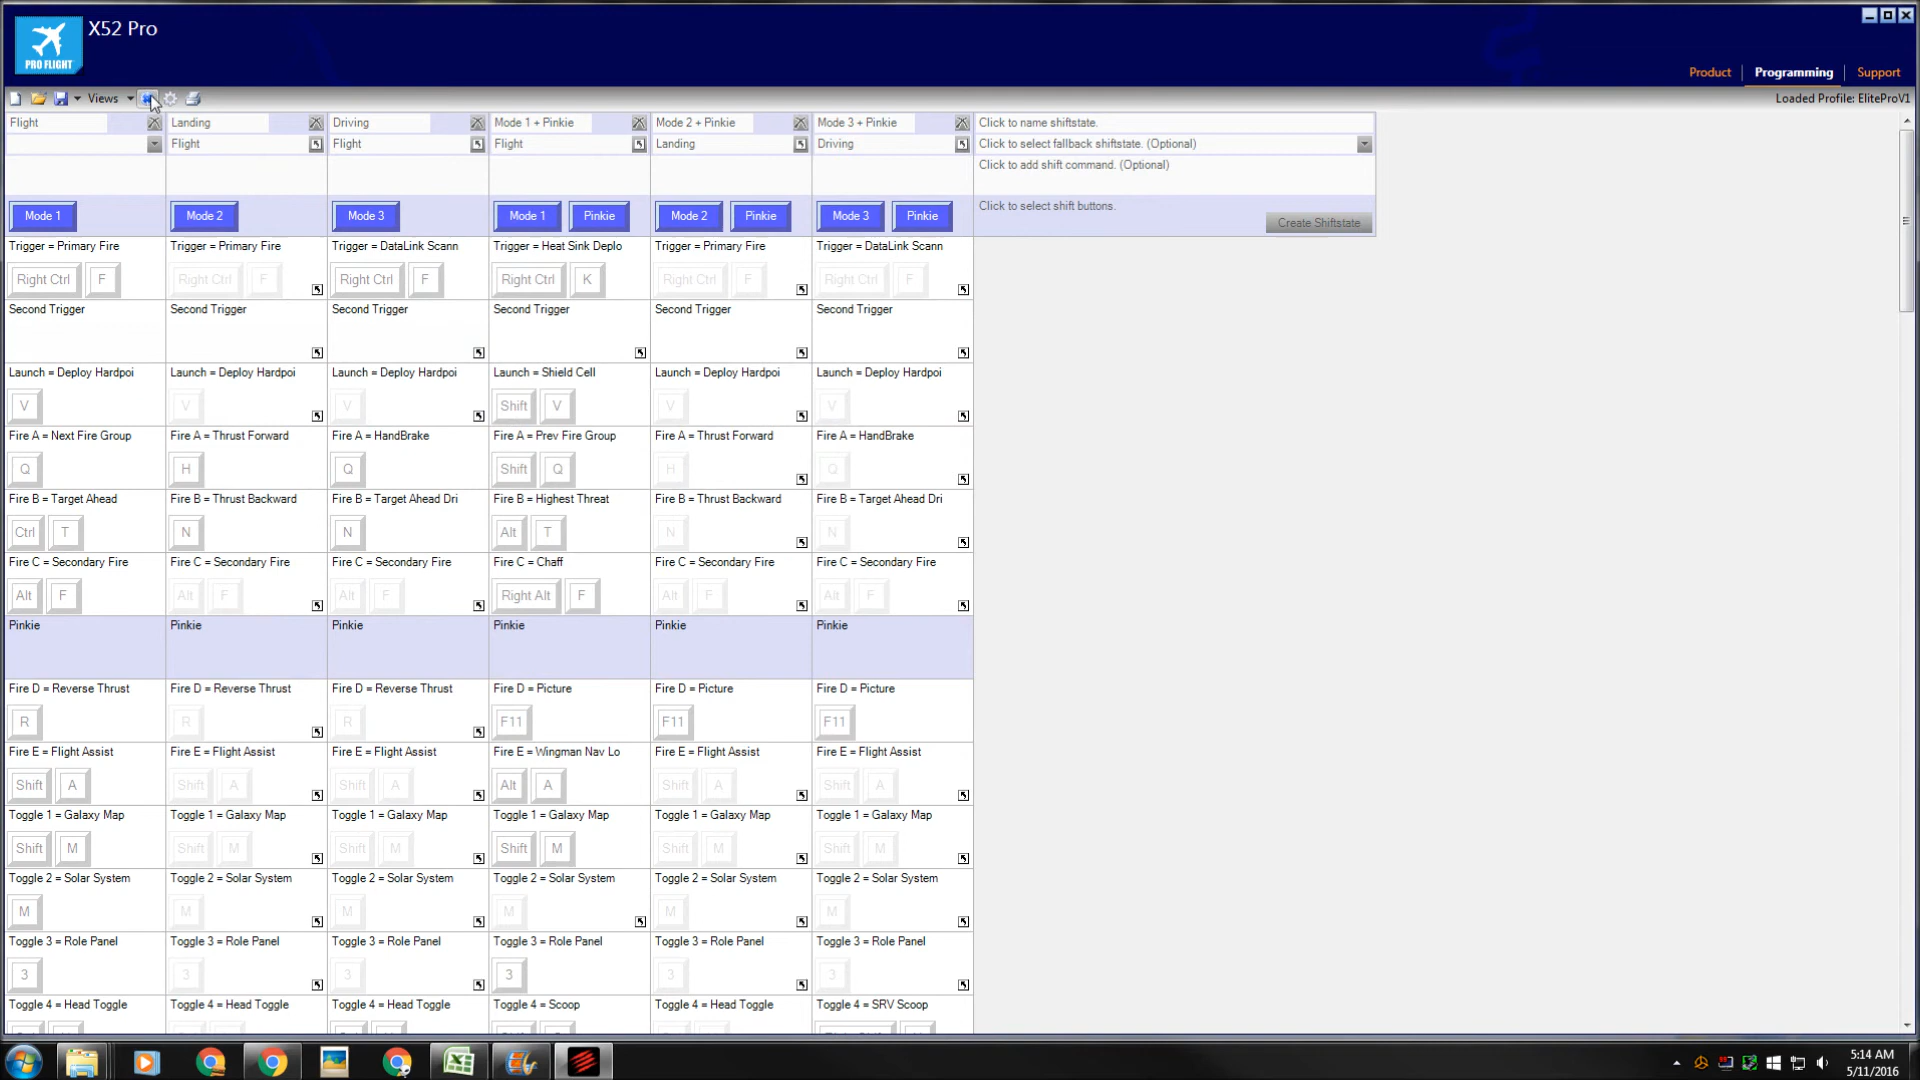 X52 Pro
PRO FLIGHT
Product Programming Support
Views
Loaded Profile: EliteProV1
Flight Landing Driving Mode 1 + Pinkie Mode 2 + Pinkie Mode 3 + Pinkie Click to name shiftstate.
Flight Flight Flight Landing Driving Click to select fallback shiftstate. (Optional)
Click to add shift command. (Optional)
Mode 1 Mode 2 Mode 3 Mode 1 Pinkie Mode 2 Pinkie Mode 3 Pinkie Click to select shift buttons.
Create Shiftstate
Trigger = Primary Fire Trigger = Primary Fire Trigger = DataLink Scann Trigger = Heat Sink Deplo Trigger = Primary Fire Trigger = DataLink Scann
Right Ctrl F Right Ctrl F Right Ctrl F Right Ctrl K Right Ctrl F Right Ctrl F
Second Trigger Second Trigger Second Trigger Second Trigger Second Trigger Second Trigger
Launch = Deploy Hardpoi Launch = Deploy Hardpoi Launch = Deploy Hardpoi Launch = Shield Cell Launch = Deploy Hardpoi Launch = Deploy Hardpoi
V V V Shift V V V
Fire A = Next Fire Group Fire A = Thrust Forward Fire A = HandBrake Fire A = Prev Fire Group Fire A = Thrust Forward Fire A = HandBrake
Q H Q Shift Q H Q
Fire B = Target Ahead Fire B = Thrust Backward Fire B = Target Ahead Dri Fire B = Highest Threat Fire B = Thrust Backward Fire B = Target Ahead Dri
Ctrl T N N Alt T N N
Fire C = Secondary Fire Fire C = Secondary Fire Fire C = Secondary Fire Fire C = Chaff Fire C = Secondary Fire Fire C = Secondary Fire
Alt F Alt F Alt F Right Alt F Alt F Alt F
Pinkie Pinkie Pinkie Pinkie Pinkie Pinkie
Fire D = Reverse Thrust Fire D = Reverse Thrust Fire D = Reverse Thrust Fire D = Picture Fire D = Picture Fire D = Picture
R R R F11 F11 F11
Fire E = Flight Assist Fire E = Flight Assist Fire E = Flight Assist Fire E = Wingman Nav Lo Fire E = Flight Assist Fire E = Flight Assist
Shift A Shift A Shift A Alt A Shift A Shift A
Toggle 1 = Galaxy Map Toggle 1 = Galaxy Map Toggle 1 = Galaxy Map Toggle 1 = Galaxy Map Toggle 1 = Galaxy Map Toggle 1 = Galaxy Map
Shift M Shift M Shift M Shift M Shift M Shift M
Toggle 2 = Solar System Toggle 2 = Solar System Toggle 2 = Solar System Toggle 2 = Solar System Toggle 2 = Solar System Toggle 2 = Solar System
M M M M M M
Toggle 3 = Role Panel Toggle 3 = Role Panel Toggle 3 = Role Panel Toggle 3 = Role Panel Toggle 3 = Role Panel Toggle 3 = Role Panel
3 3 3 3 3 3
Toggle 4 = Head Toggle Toggle 4 = Head Toggle Toggle 4 = Head Toggle Toggle 4 = Scoop Toggle 4 = Head Toggle Toggle 4 = SRV Scoop
5:14 AM
5/11/2016